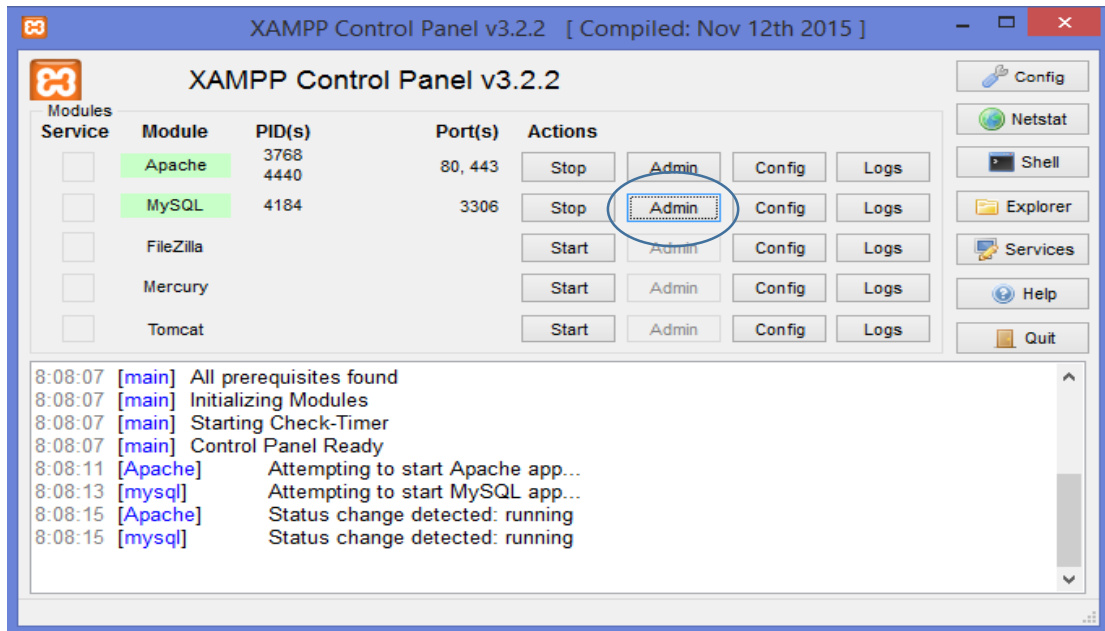 XAMPP Control Panel v3.2.2 [ Compiled: Nov 12th 2015 ]
XAMPP Control Panel v3.2.2
Config
Modules
Service Module PID(s) Port(s) Actions
Netstat
Apache 3768 4440 80, 443 Stop Admin Config Logs
Shell
MySQL 4184 3306 Stop Admin Config Logs
Explorer
FileZilla Start Admin Config Logs
Services
Mercury Start Admin Config Logs
Help
Tomcat Start Admin Config Logs
Quit
8:08:07 [main] All prerequisites found
8:08:07 [main] Initializing Modules
8:08:07 [main] Starting Check-Timer
8:08:07 [main] Control Panel Ready
8:08:11 [Apache] Attempting to start Apache app...
8:08:13 [mysql] Attempting to start MySQL app...
8:08:15 [Apache] Status change detected: running
8:08:15 [mysql] Status change detected: running